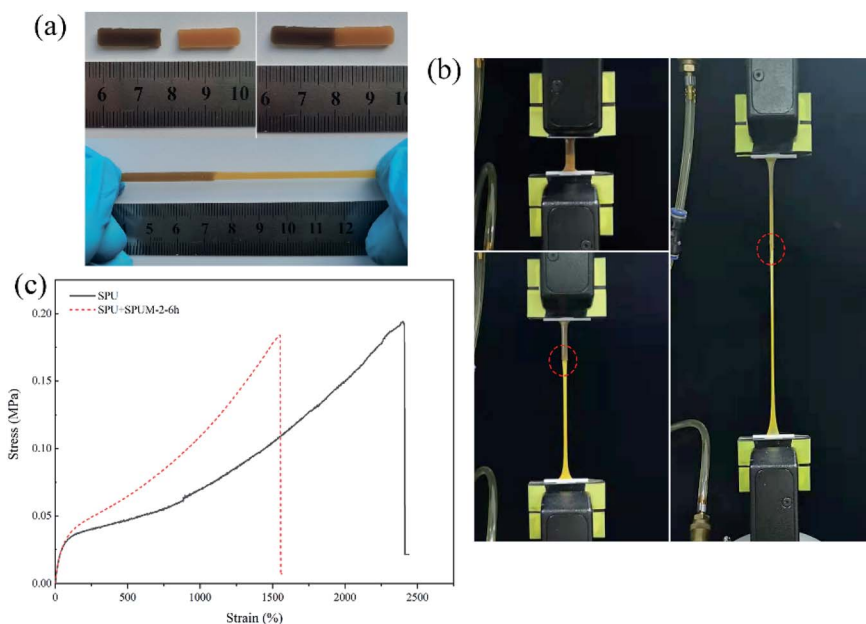 (a)
6 7 8 9 10
6 7 8 9 10
5 6 7 8 9 10 11 12
(b)
(c)
SPU
SPU+SPUM-2-6h
0.20
0.15
0.10
0.05
0.00
Stress (MPa)
0 500 1000 1500 2000 2500
Strain (%)